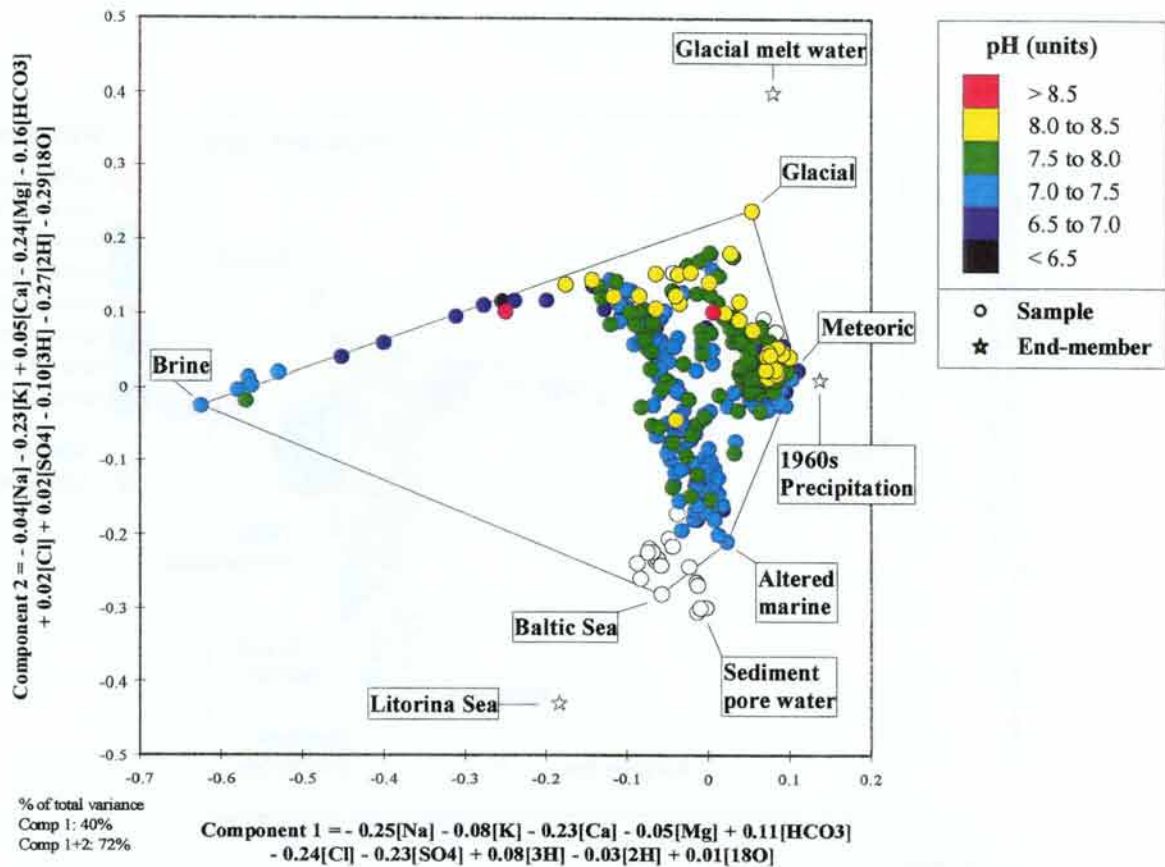 Component 2 = - 0.04[Na] - 0.23[K] + 0.05[Ca] - 0.24[Mg] - 0.16[HCO3]
+ 0.02[Cl] + 0.02[SO4] - 0.10[3H] - 0.27[2H] - 0.29[18O]
0.5
0.4
0.3
0.2
0.1
0
-0.1
-0.2
-0.3
-0.4
-0.5
Glacial melt water
Glacial
Meteoric
Brine
1960s
Precipitation
Altered
marine
Baltic Sea
Sediment
pore water
Litorina Sea
-0.7
-0.6
-0.5
-0.4
-0.3
-0.2
-0.1
0
0.1
0.2
% of total variance
Comp 1: 40%
Comp 1+2: 72%
Component 1 = - 0.25[Na] - 0.08[K] - 0.23[Ca] - 0.05[Mg] + 0.11[HCO3]
- 0.24[Cl] - 0.23[SO4] + 0.08[3H] - 0.03[2H] + 0.01[18O]
pH (units)
> 8.5
8.0 to 8.5
7.5 to 8.0
7.0 to 7.5
6.5 to 7.0
< 6.5
Sample
End-member